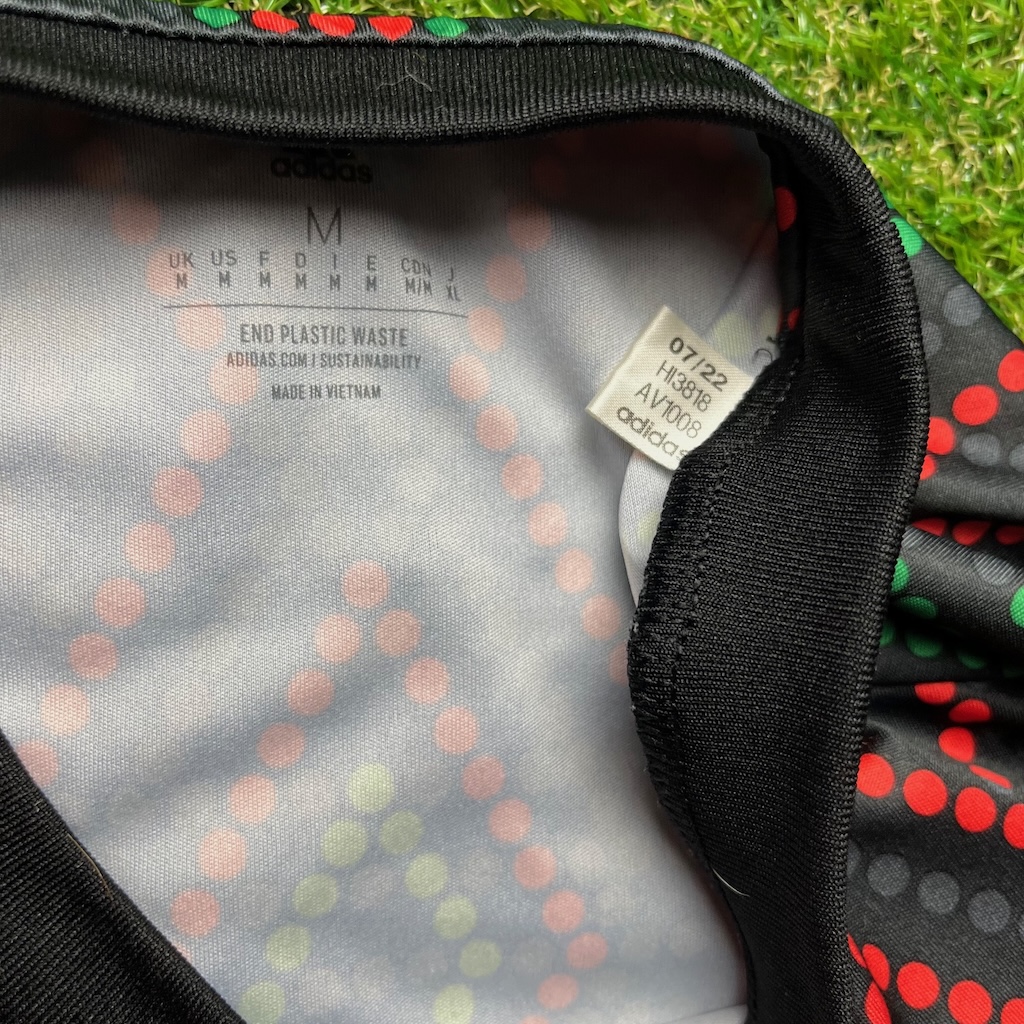 adidas
M
UK US F D I E CDN J
M M M M M M M/M XL
END PLASTIC WASTE
ADIDAS.COM / SUSTAINABILITY
MADE IN VIETNAM
07/22
HI3818
AV1008
adidas